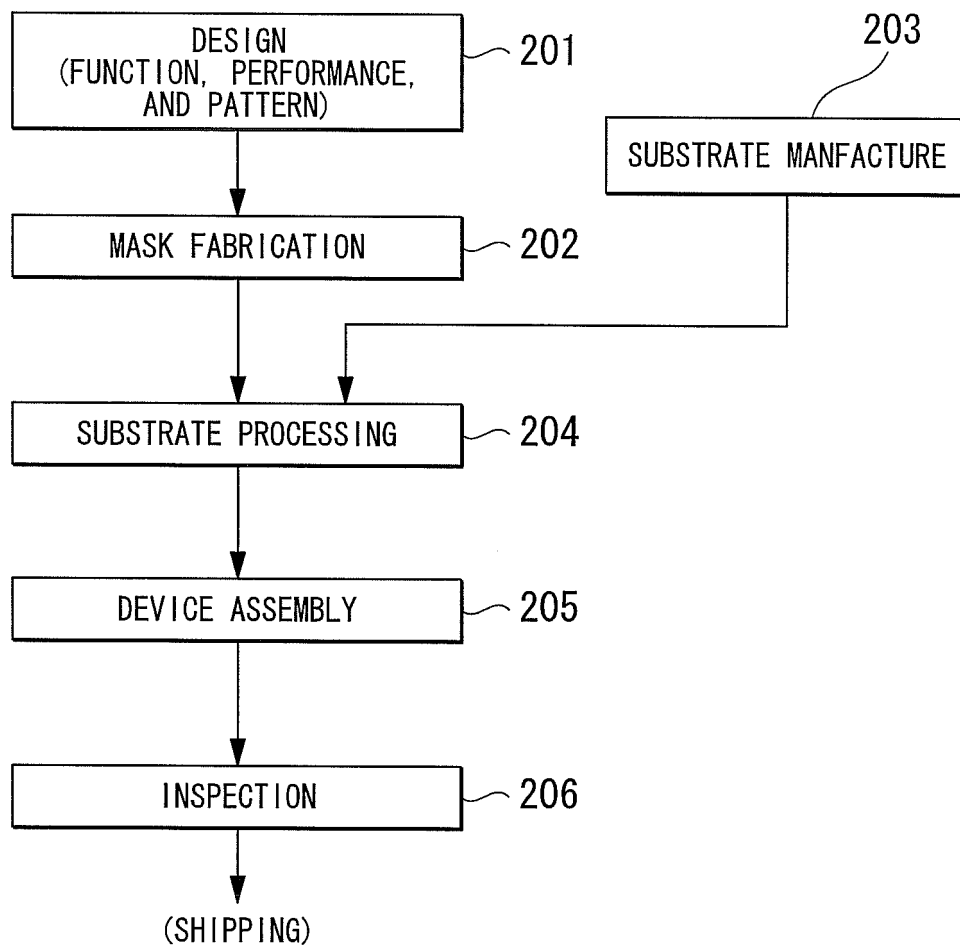 DESIGN
(FUNCTION, PERFORMANCE,
AND PATTERN)
201
203
SUBSTRATE MANFACTURE
MASK FABRICATION
202
SUBSTRATE PROCESSING
204
DEVICE ASSEMBLY
205
INSPECTION
206
(SHIPPING)